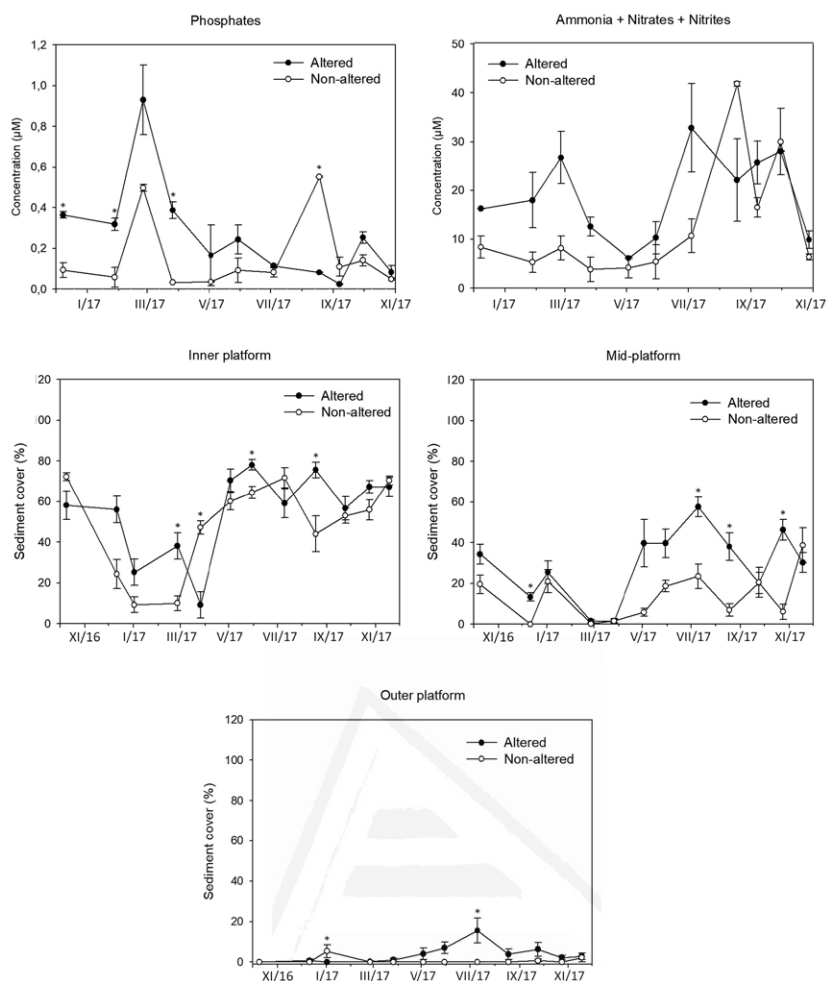 Phosphates
1,2
1,0
0,8
0,6
0,4
0,2
0,0
Concentration (µM)
Altered
Non-altered
*
*
*
*
I/17 III/17 V/17 VII/17 IX/17 XI/17
Ammonia + Nitrates + Nitrites
50
40
30
20
10
0
Concentration (µM)
Altered
Non-altered
I/17 III/17 V/17 VII/17 IX/17 XI/17
Inner platform
120
100
80
60
40
20
0
Sediment cover (%)
Altered
Non-altered
*
*
*
*
XI/16 I/17 III/17 V/17 VII/17 IX/17 XI/17
Mid-platform
120
100
80
60
40
20
0
Sediment cover (%)
Altered
Non-altered
*
*
*
*
XI/16 I/17 III/17 V/17 VII/17 IX/17 XI/17
Outer platform
120
100
80
60
40
20
0
Sediment cover (%)
Altered
Non-altered
*
*
XI/16 I/17 III/17 V/17 VII/17 IX/17 XI/17